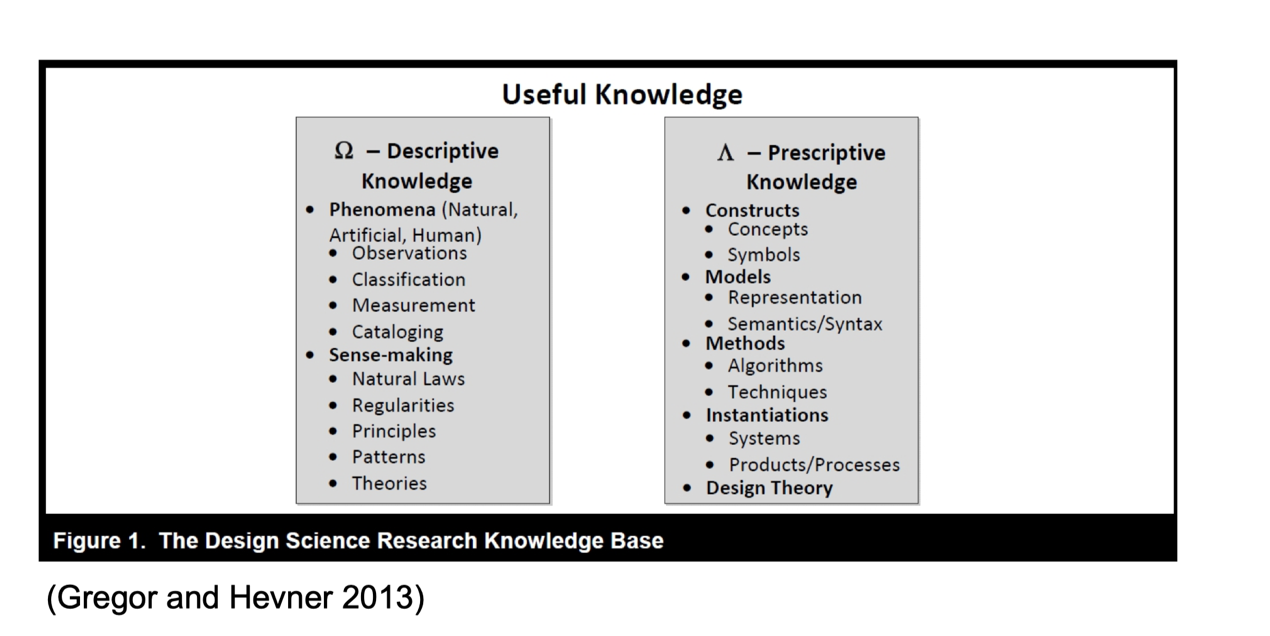 Useful Knowledge
Ω – Descriptive
Knowledge
• Phenomena (Natural,
Artificial, Human)
• Observations
• Classification
• Measurement
• Cataloging
• Sense-making
• Natural Laws
• Regularities
• Principles
• Patterns
• Theories
Λ – Prescriptive
Knowledge
• Constructs
• Concepts
• Symbols
• Models
• Representation
• Semantics/Syntax
• Methods
• Algorithms
• Techniques
• Instantiations
• Systems
• Products/Processes
• Design Theory
Figure 1. The Design Science Research Knowledge Base
(Gregor and Hevner 2013)